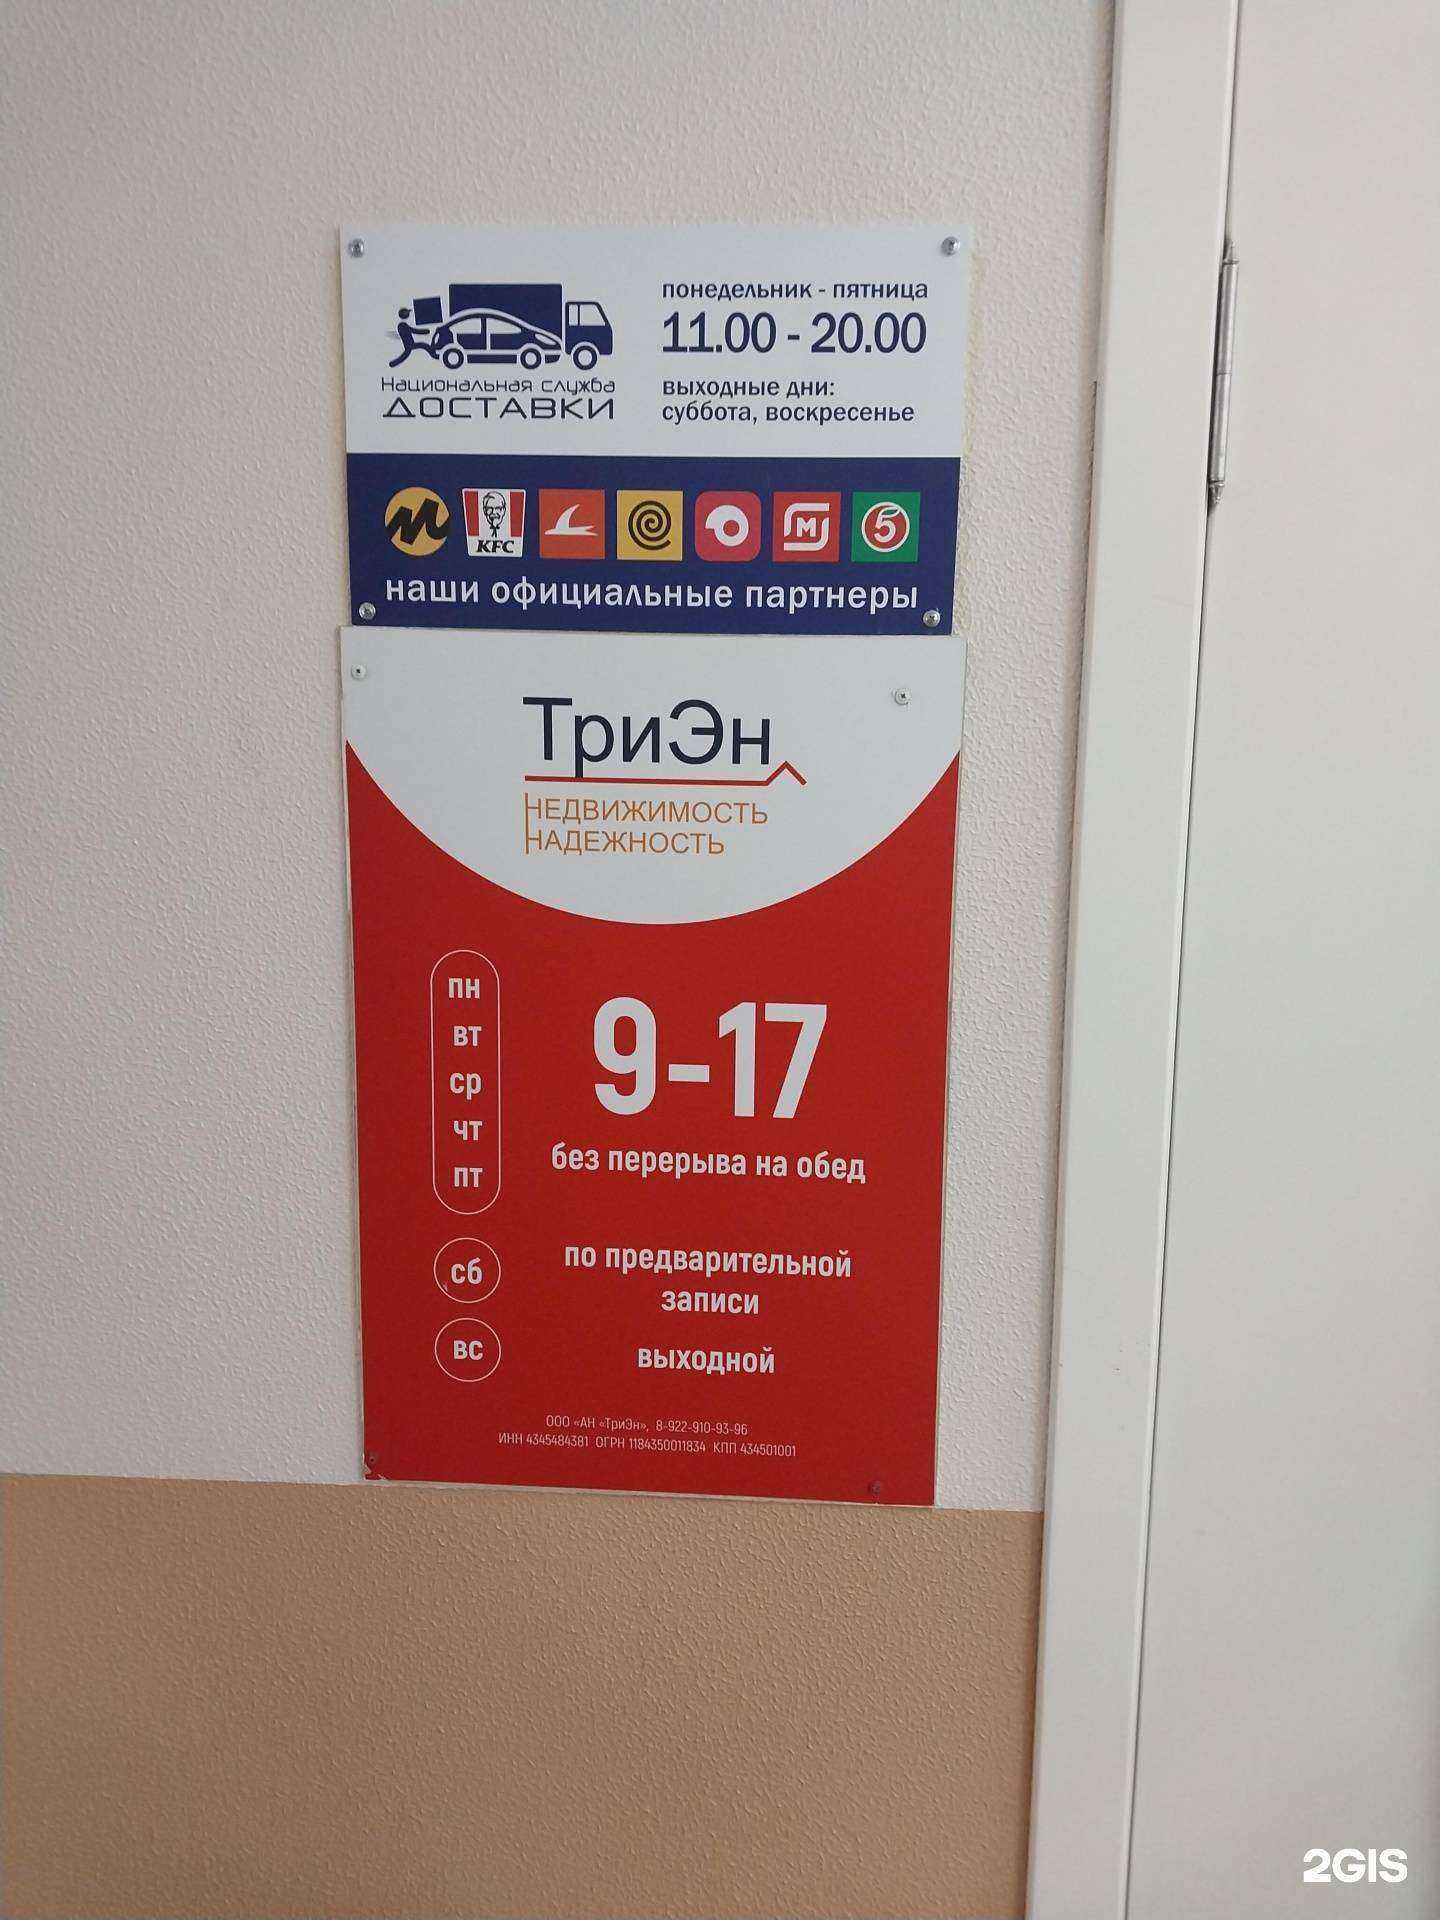 понедельник - пятница
11.00 - 20.00
Национальная служба
ДОСТАВКИ
выходные дни:
суббота, воскресенье
KFC
М
5
наши официальные партнеры
ТриЭн
НЕДВИЖИМОСТЬ
НАДЕЖНОСТЬ
пн
вт
ср
чт
пт
9-17
без перерыва на обед
сб
по предварительной
записи
вс
выходной
ООО «АН «ТриЭн», 8-922-910-93-96
ИНН 4345484381 ОГРН 1184350011834 КПП 434501001
2GIS